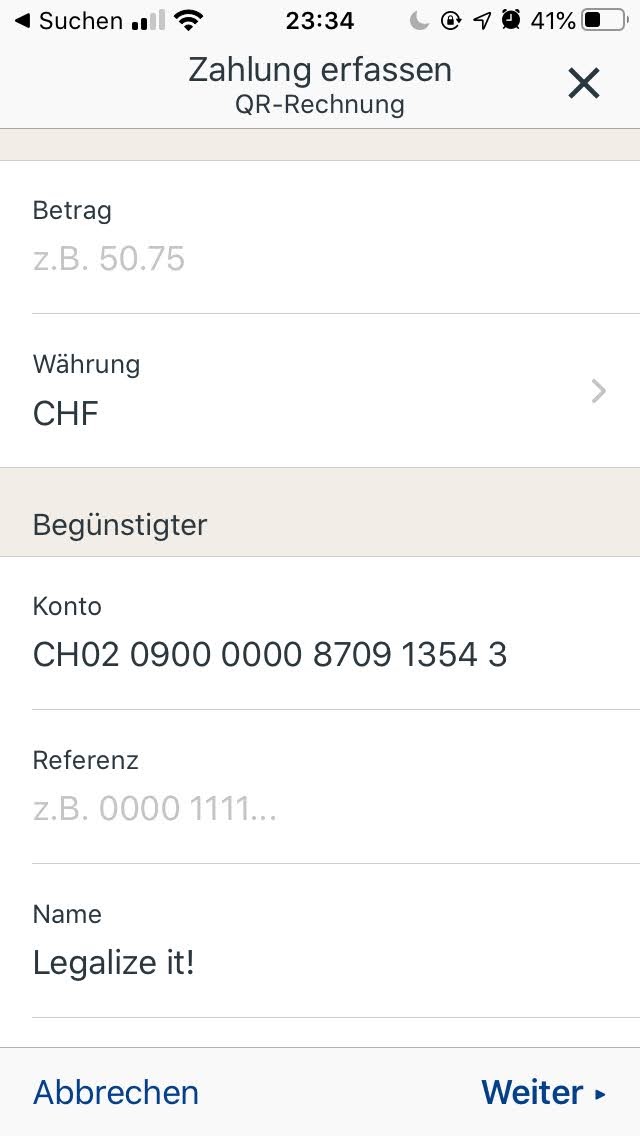 Suchen 23:34 41%
Zahlung erfassen
QR-Rechnung
Betrag
z.B. 50.75
Währung
CHF
Begünstigter
Konto
CH02 0900 0000 8709 1354 3
Referenz
z.B. 0000 1111...
Name
Legalize it!
Abbrechen Weiter